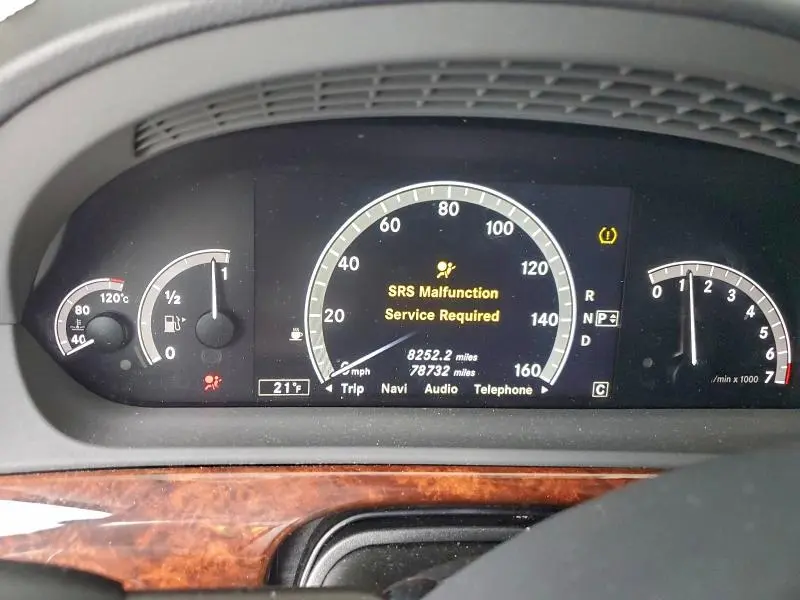 80
60 100
40 120
20 140
0 mph 160
SRS Malfunction
Service Required
8252.2 miles
78732 miles
◄ Trip Navi Audio Telephone ►
21°F
120°C
80
40
1
½
0
R
N P
D
C
0 1 2 3 4 5 6 7
/min x 1000